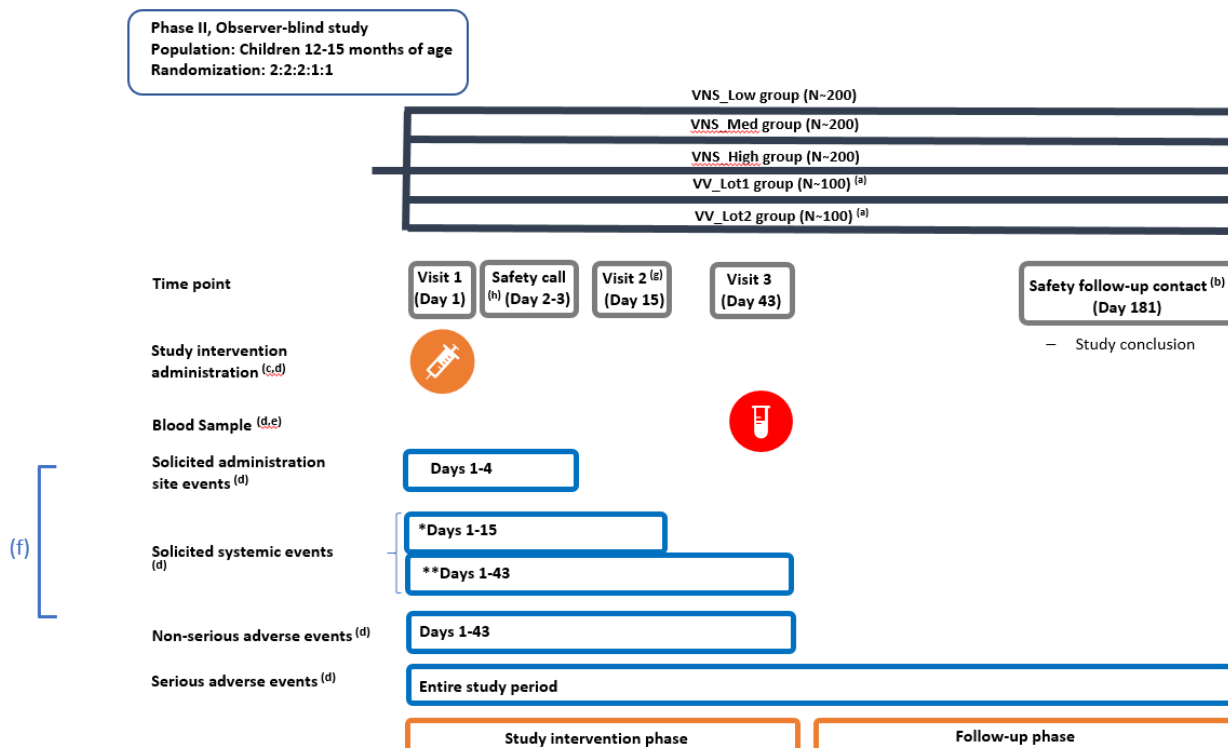 Phase II, Observer-blind study
Population: Children 12-15 months of age
Randomization: 2:2:2:1:1
VNS_Low group (N~200)
VNS_Med group (N~200)
VNS_High group (N~200)
VV_Lot1 group (N~100) (a)
VV_Lot2 group (N~100) (a)
Time point
Visit 1
(Day 1)
Safety call
(h) (Day 2-3)
Visit 2 (g)
(Day 15)
Visit 3
(Day 43)
Safety follow-up contact (b)
(Day 181)
– Study conclusion
Study intervention
administration (c,d)
Blood Sample (d,e)
Solicited administration
site events (d)
Days 1-4
(f)
Solicited systemic events
(d)
*Days 1-15
**Days 1-43
Non-serious adverse events (d)
Days 1-43
Serious adverse events (d)
Entire study period
Study intervention phase
Follow-up phase